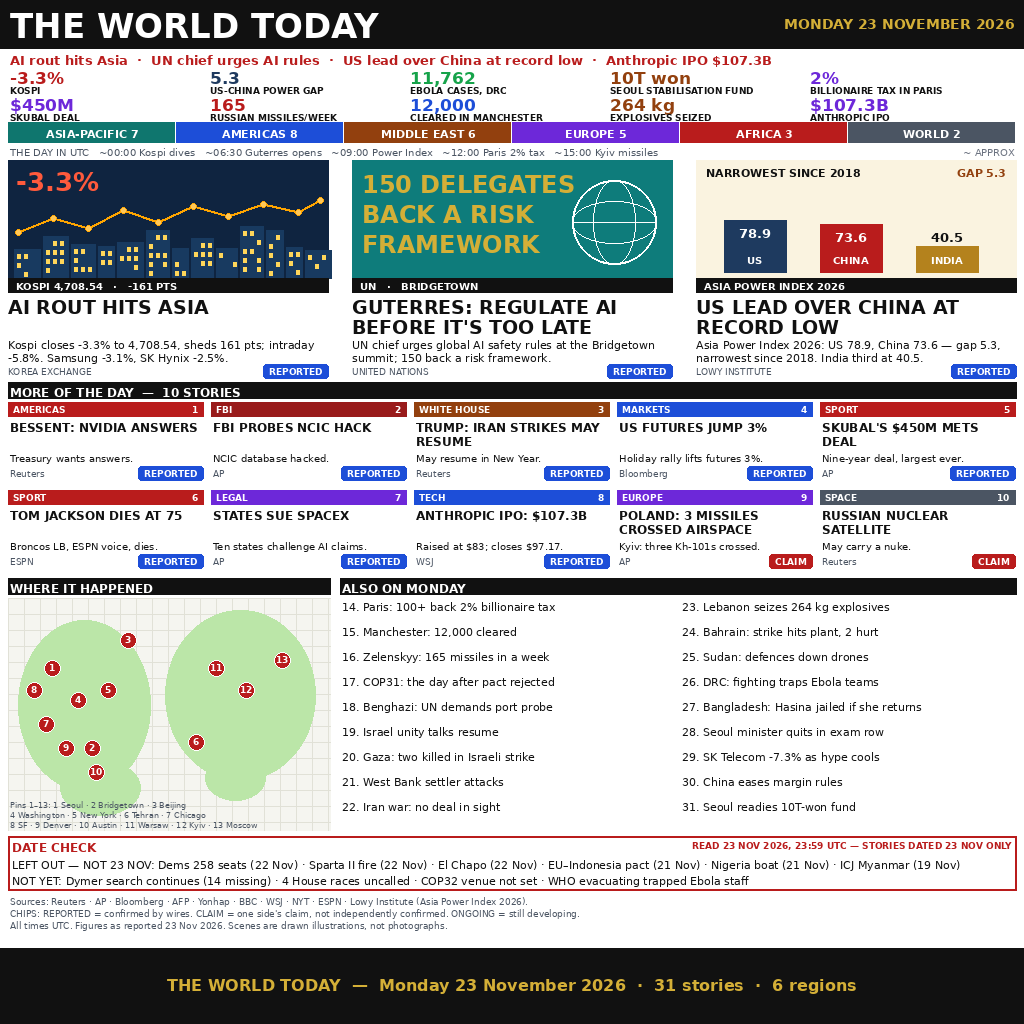 THE WORLD TODAY
MONDAY 23 NOVEMBER 2026
AI rout hits Asia · UN chief urges AI rules · US lead over China at record low · Anthropic IPO $107.3B
-3.3%
KOSPI
5.3
US-CHINA POWER GAP
11,762
EBOLA CASES, DRC
10T won
SEOUL STABILISATION FUND
2%
BILLIONAIRE TAX IN PARIS
$450M
SKUBAL DEAL
165
RUSSIAN MISSILES/WEEK
12,000
CLEARED IN MANCHESTER
264 kg
EXPLOSIVES SEIZED
$107.3B
ANTHROPIC IPO
ASIA-PACIFIC 7
AMERICAS 8
MIDDLE EAST 6
EUROPE 5
AFRICA 3
WORLD 2
THE DAY IN UTC ~00:00 Kospi dives ~06:30 Guterres opens ~09:00 Power Index ~12:00 Paris 2% tax ~15:00 Kyiv missiles
~ APPROX
-3.3%
KOSPI 4,708.54 · -161 PTS
AI ROUT HITS ASIA
Kospi closes -3.3% to 4,708.54, sheds 161 pts; intraday
-5.8%. Samsung -3.1%, SK Hynix -2.5%.
KOREA EXCHANGE
REPORTED
150 DELEGATES
BACK A RISK
FRAMEWORK
UN · BRIDGETOWN
GUTERRES: REGULATE AI
BEFORE IT'S TOO LATE
UN chief urges global AI safety rules at the Bridgetown
summit; 150 back a risk framework.
UNITED NATIONS
REPORTED
NARROWEST SINCE 2018
GAP 5.3
78.9
US
73.6
CHINA
40.5
INDIA
ASIA POWER INDEX 2026
US LEAD OVER CHINA AT
RECORD LOW
Asia Power Index 2026: US 78.9, China 73.6 — gap 5.3,
narrowest since 2018. India third at 40.5.
LOWY INSTITUTE
REPORTED
MORE OF THE DAY — 10 STORIES
AMERICAS 1
BESSENT: NVIDIA ANSWERS
Treasury wants answers.
Reuters
REPORTED
FBI 2
FBI PROBES NCIC HACK
NCIC database hacked.
AP
REPORTED
WHITE HOUSE 3
TRUMP: IRAN STRIKES MAY
RESUME
May resume in New Year.
Reuters
REPORTED
MARKETS 4
US FUTURES JUMP 3%
Holiday rally lifts futures 3%.
Bloomberg
REPORTED
SPORT 5
SKUBAL'S $450M METS
DEAL
Nine-year deal, largest ever.
AP
REPORTED
SPORT 6
TOM JACKSON DIES AT 75
Broncos LB, ESPN voice, dies.
ESPN
REPORTED
LEGAL 7
STATES SUE SPACEX
Ten states challenge AI claims.
AP
REPORTED
TECH 8
ANTHROPIC IPO: $107.3B
Raised at $83; closes $97.17.
WSJ
REPORTED
EUROPE 9
POLAND: 3 MISSILES
CROSSED AIRSPACE
Kyiv: three Kh-101s crossed.
AP
CLAIM
SPACE 10
RUSSIAN NUCLEAR
SATELLITE
May carry a nuke.
Reuters
CLAIM
WHERE IT HAPPENED
3
1
8
4
5
7
9
2
10
11
13
12
6
Pins 1–13: 1 Seoul · 2 Bridgetown · 3 Beijing
4 Washington · 5 New York · 6 Tehran · 7 Chicago
8 SF · 9 Denver · 10 Austin · 11 Warsaw · 12 Kyiv · 13 Moscow
ALSO ON MONDAY
14. Paris: 100+ back 2% billionaire tax
15. Manchester: 12,000 cleared
16. Zelenskyy: 165 missiles in a week
17. COP31: the day after pact rejected
18. Benghazi: UN demands port probe
19. Israel unity talks resume
20. Gaza: two killed in Israeli strike
21. West Bank settler attacks
22. Iran war: no deal in sight
23. Lebanon seizes 264 kg explosives
24. Bahrain: strike hits plant, 2 hurt
25. Sudan: defences down drones
26. DRC: fighting traps Ebola teams
27. Bangladesh: Hasina jailed if she returns
28. Seoul minister quits in exam row
29. SK Telecom -7.3% as hype cools
30. China eases margin rules
31. Seoul readies 10T-won fund
DATE CHECK
READ 23 NOV 2026, 23:59 UTC — STORIES DATED 23 NOV ONLY
LEFT OUT — NOT 23 NOV: Dems 258 seats (22 Nov) · Sparta II fire (22 Nov) · El Chapo (22 Nov) · EU–Indonesia pact (21 Nov) · Nigeria boat (21 Nov) · ICJ Myanmar (19 Nov)
NOT YET: Dymer search continues (14 missing) · 4 House races uncalled · COP32 venue not set · WHO evacuating trapped Ebola staff
Sources: Reuters · AP · Bloomberg · AFP · Yonhap · BBC · WSJ · NYT · ESPN · Lowy Institute (Asia Power Index 2026).
CHIPS: REPORTED = confirmed by wires. CLAIM = one side's claim, not independently confirmed. ONGOING = still developing.
All times UTC. Figures as reported 23 Nov 2026. Scenes are drawn illustrations, not photographs.
THE WORLD TODAY — Monday 23 November 2026 · 31 stories · 6 regions